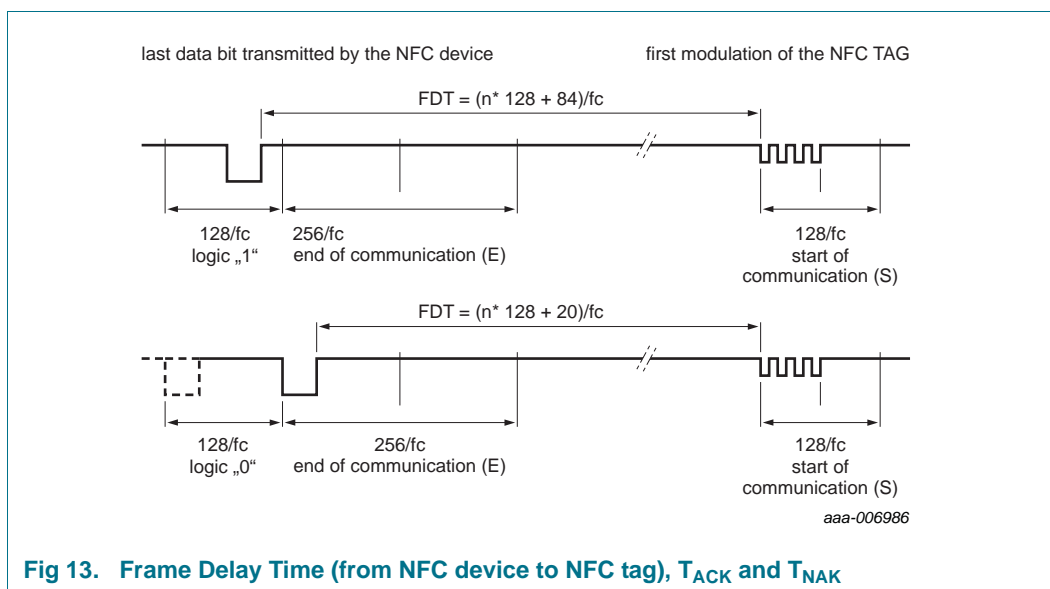 last data bit transmitted by the NFC device
first modulation of the NFC TAG
FDT = (n* 128 + 84)/fc
128/fc
logic „1“
256/fc
end of communication (E)
128/fc
start of
communication (S)
FDT = (n* 128 + 20)/fc
128/fc
logic „0“
256/fc
end of communication (E)
128/fc
start of
communication (S)
aaa-006986
Fig 13. Frame Delay Time (from NFC device to NFC tag), TACK and TNAK